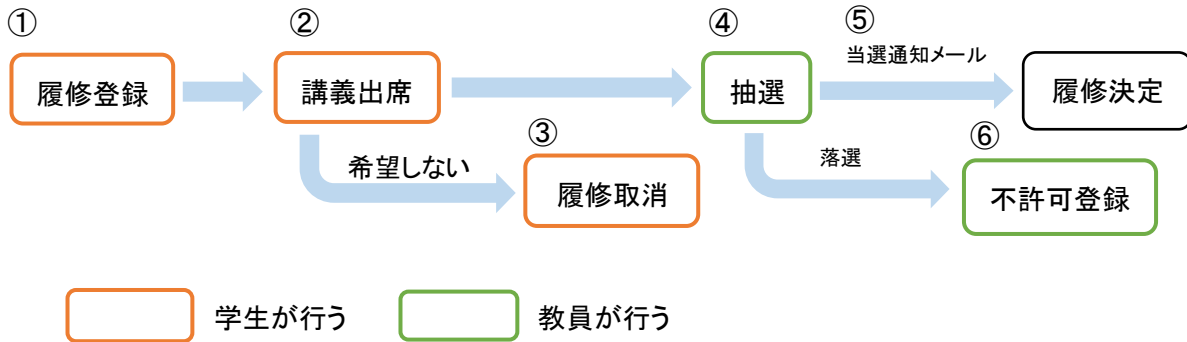 ①
履修登録
②
講義出席
希望しない
③
履修取消
④
抽選
⑤
当選通知メール
履修決定
落選
⑥
不許可登録
学生が行う
教員が行う